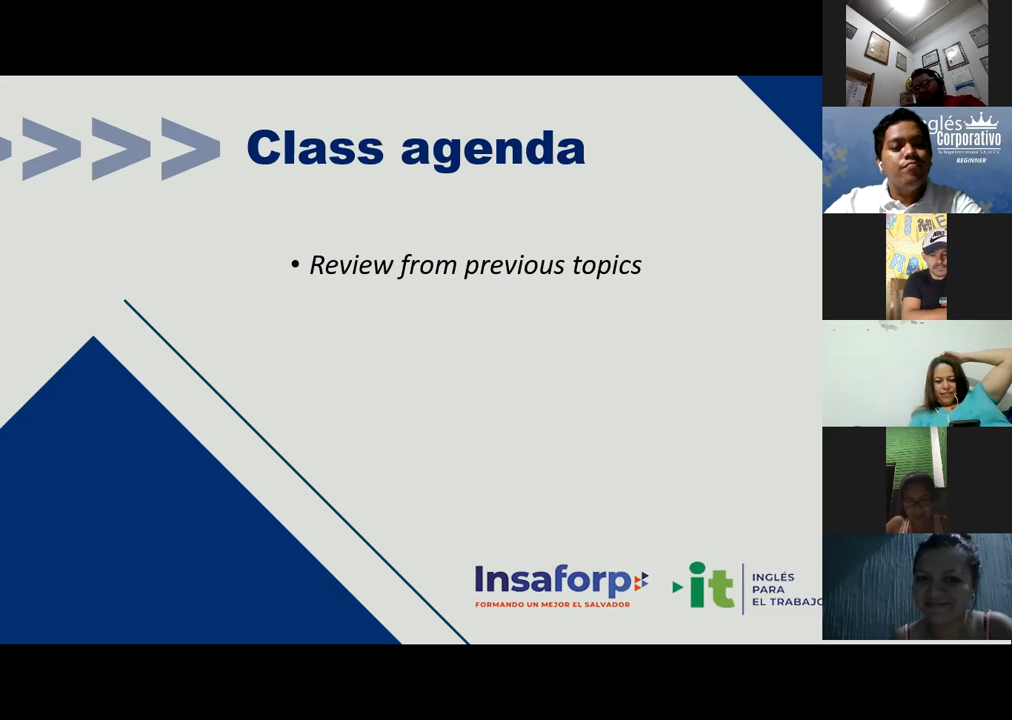 >>>>
Class agenda
• Review from previous topics
Insaforp
FORMANDO UN MEJOR EL SALVADOR
it
INGLÉS
PARA
EL TRABAJO
Corporativo
BEGINNER